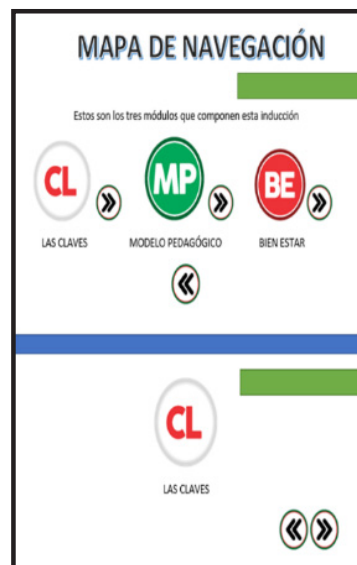 MAPA DE NAVEGACIÓN
Estos son los tres módulos que componen esta inducción
CL MP BE
LAS CLAVES MODELO PEDAGÓGICO BIEN ESTAR
CL
LAS CLAVES